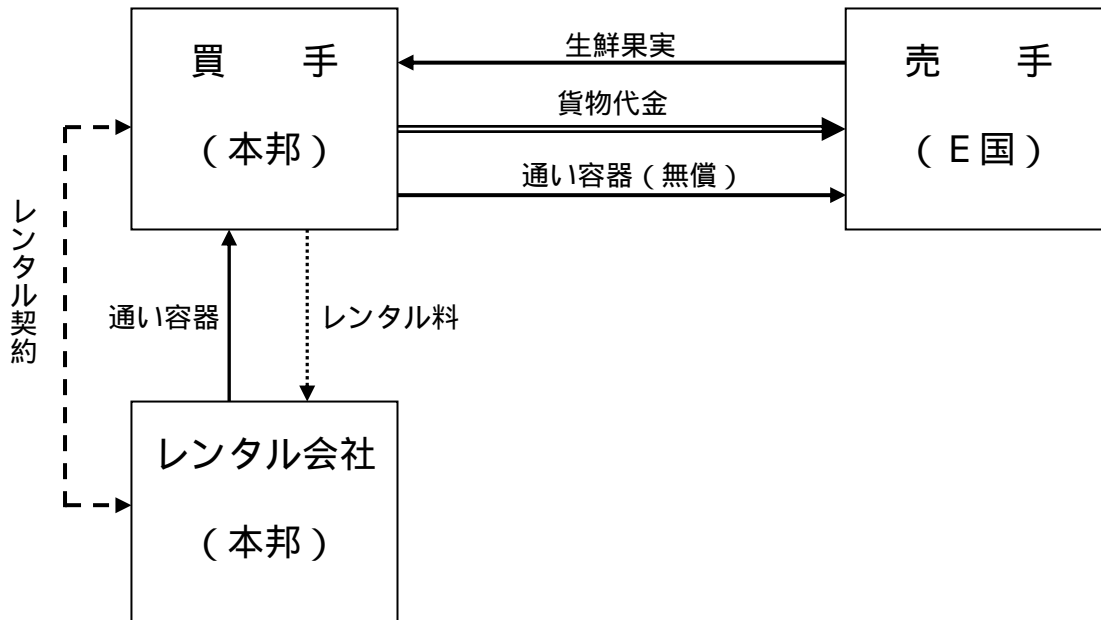 買　手
（本邦）
生鮮果実
貨物代金
通い容器（無償）
売　手
（Ｅ国）
レンタル契約
通い容器
レンタル料
レンタル会社
（本邦）